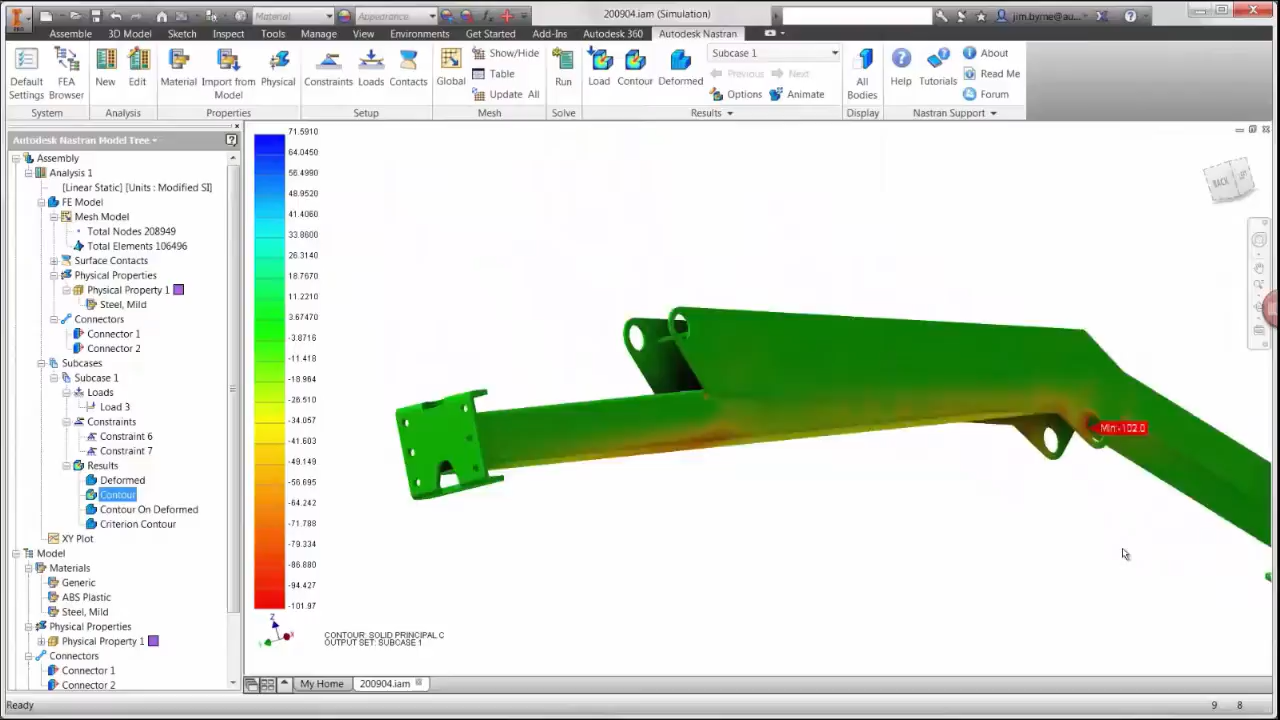 Material
Appearance
200904.iam (Simulation)
jim.byrne@au...
PRO
Assembly 3D Model Sketch Inspect Tools Manage View Environments Get Started Add-Ins Autodesk 360 Autodesk Nastran
Default Settings
FEA Browser
System
New
Edit
Analysis
Material
Import from Model
Physical
Properties
Constraints
Loads
Contacts
Setup
Global
Show/Hide
Table
Update All
Mesh
Run
Solve
Load
Contour
Deformed
Subcase 1
Previous
Next
Options
Animate
Results
All Bodies
Display
Help
Tutorials
About
Read Me
Forum
Nastran Support
Autodesk Nastran Model Tree
Assembly
Analysis 1
[Linear Static] [Units : Modified SI]
FE Model
Mesh Model
Total Nodes 208949
Total Elements 106496
Surface Contacts
Physical Properties
Physical Property 1
Steel, Mild
Connectors
Connector 1
Connector 2
Subcases
Subcase 1
Loads
Load 3
Constraints
Constraint 6
Constraint 7
Results
Deformed
Contour
Contour On Deformed
Criterion Contour
XY Plot
Model
Materials
Generic
ABS Plastic
Steel, Mild
Physical Properties
Physical Property 1
Connectors
Connector 1
Connector 2
71.5910
64.0450
56.4990
48.9520
41.4060
33.8600
26.3140
18.7670
11.2210
3.67470
-3.8716
-11.418
-18.964
-26.510
-34.057
-41.603
-49.149
-56.695
-64.242
-71.788
-79.334
-86.880
-94.427
-101.97
Min:-102.0
BACK
Z
X
Y
CONTOUR: SOLID PRINCIPAL C
OUTPUT SET: SUBCASE 1
My Home
200904.iam
Ready
9 8